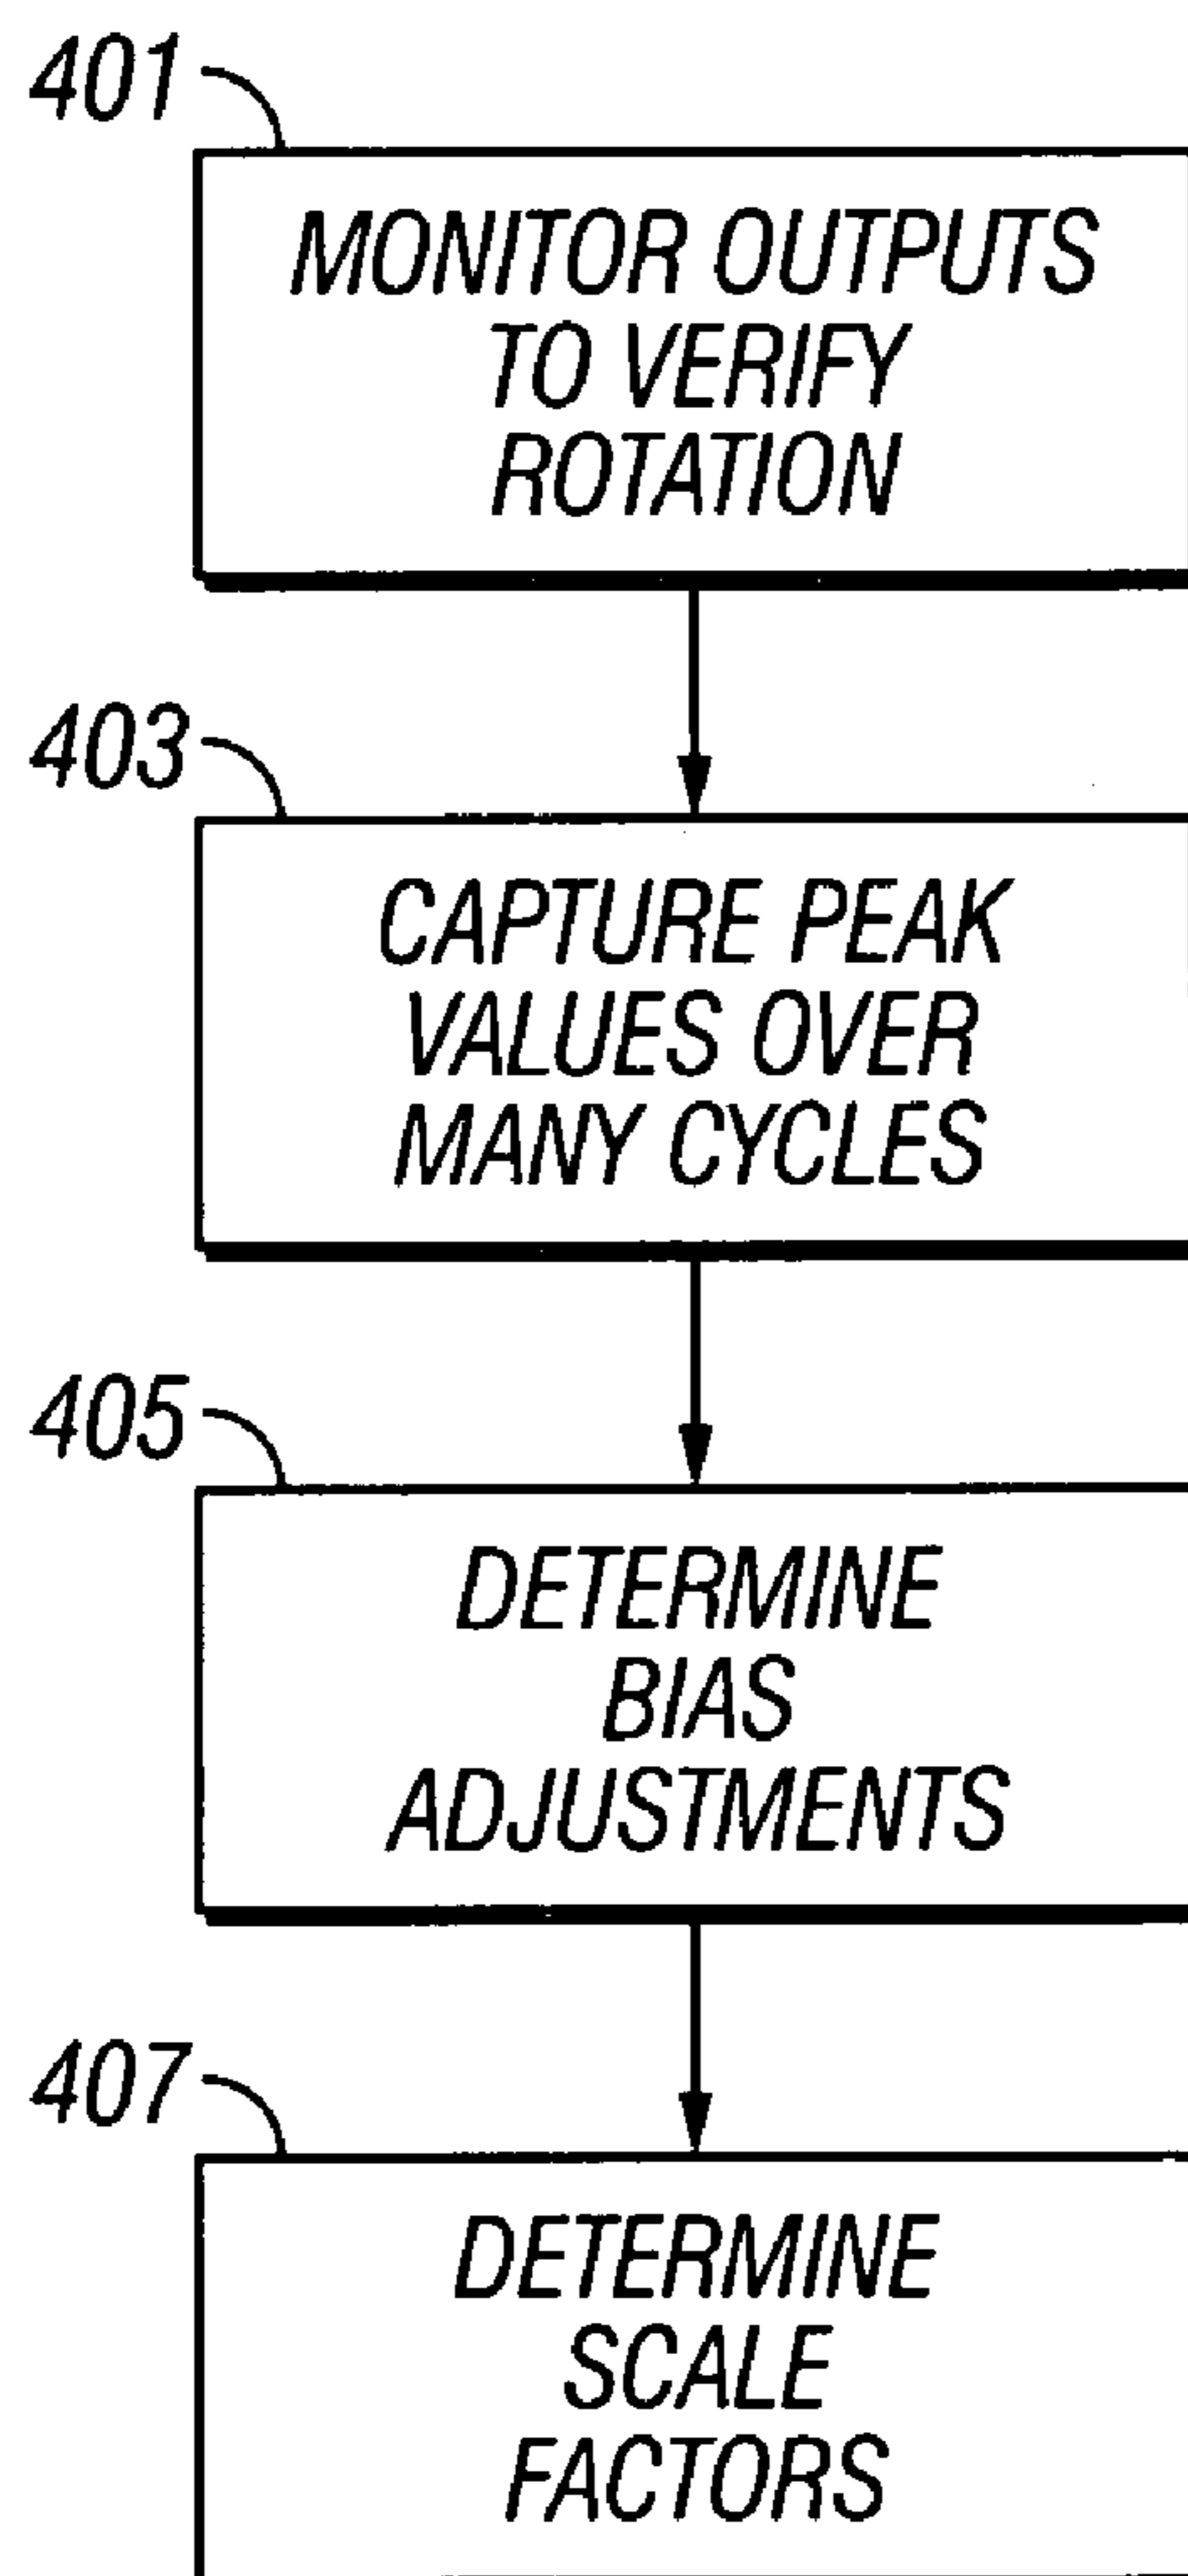 401
MONITOR OUTPUTS
TO VERIFY
ROTATION
403
CAPTURE PEAK
VALUES OVER
MANY CYCLES
405
DETERMINE
BIAS
ADJUSTMENTS
407
DETERMINE
SCALE
FACTORS